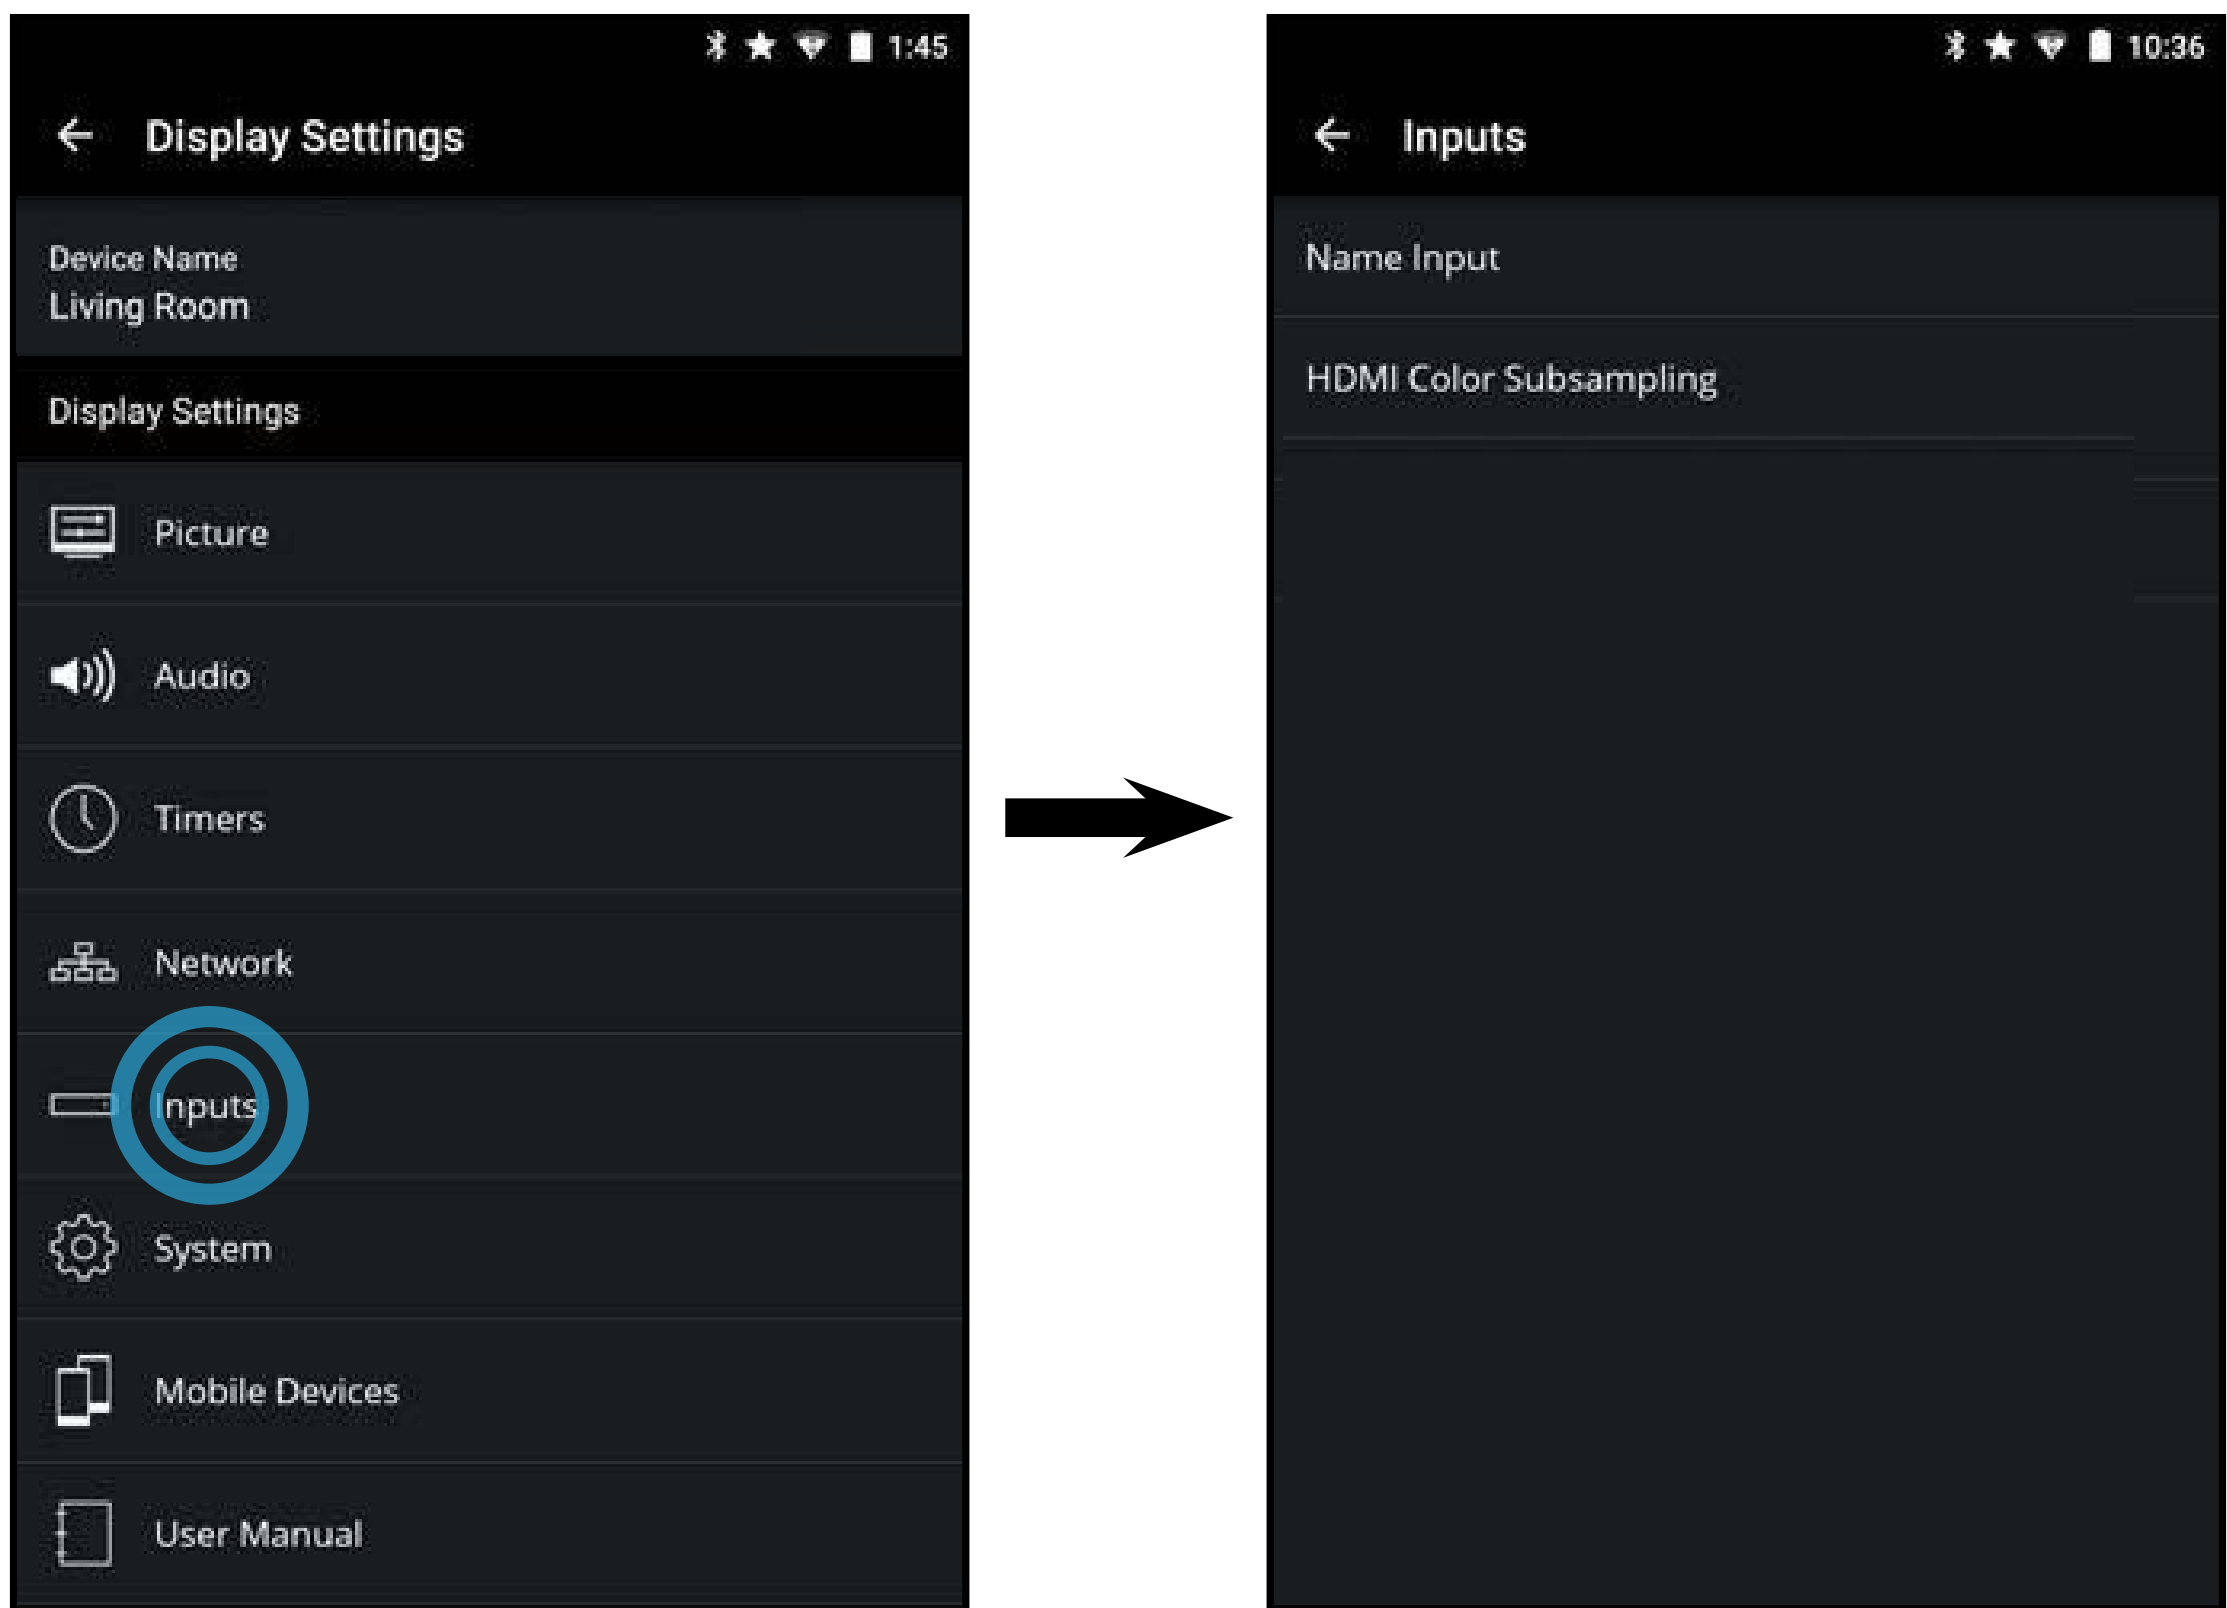 1:45
Display Settings
Device Name
Living Room
Display Settings
Picture
Audio
Timers
Network
Inputs
System
Mobile Devices
User Manual
10:36
Inputs
Name Input
HDMI Color Subsampling